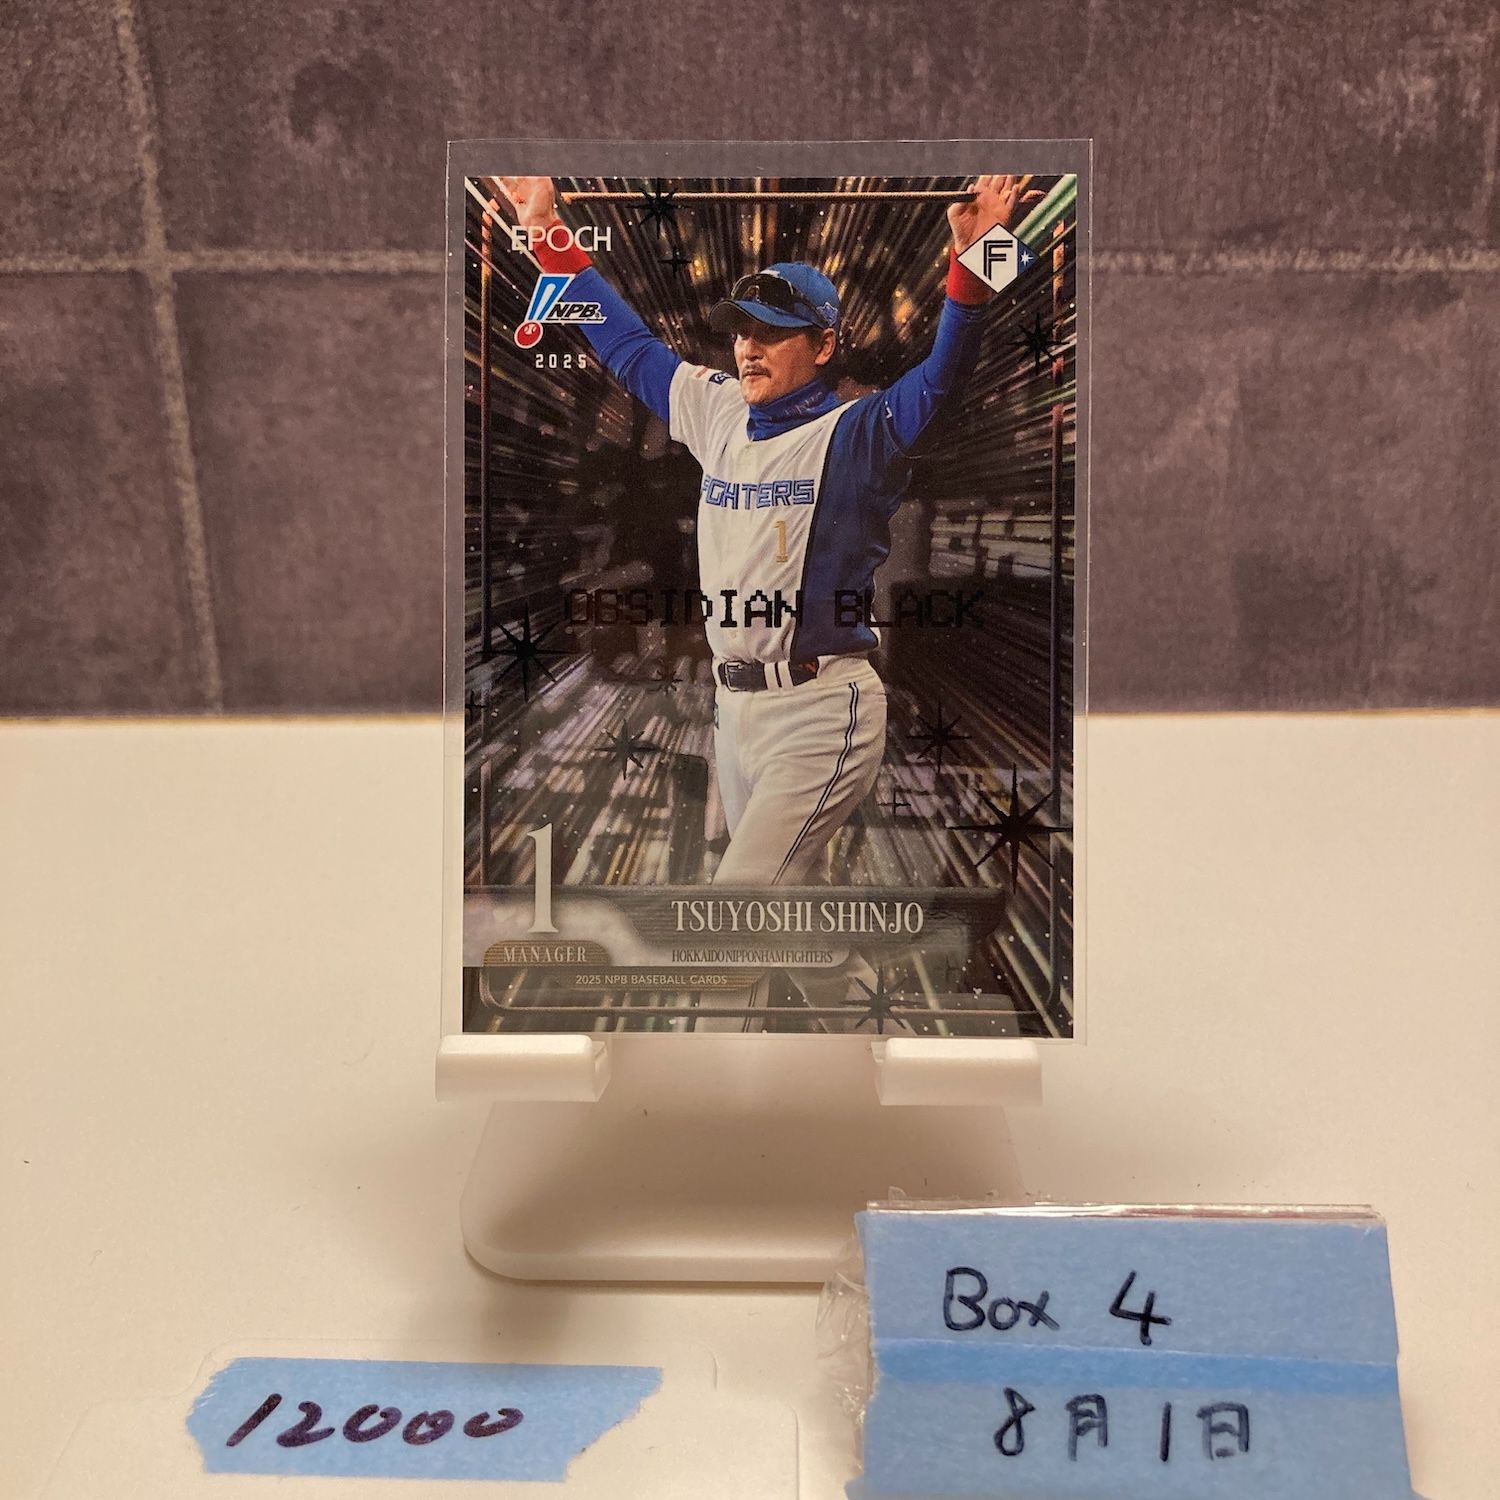 EPOCH
F
NPB
2025
FIGHTERS
1
OBSIDIAN BLACK
1
TSUYOSHI SHINJO
MANAGER
HOKKAIDO NIPPONHAM FIGHTERS
2025 NPB BASEBALL CARDS
Box 4
8月1日
12000